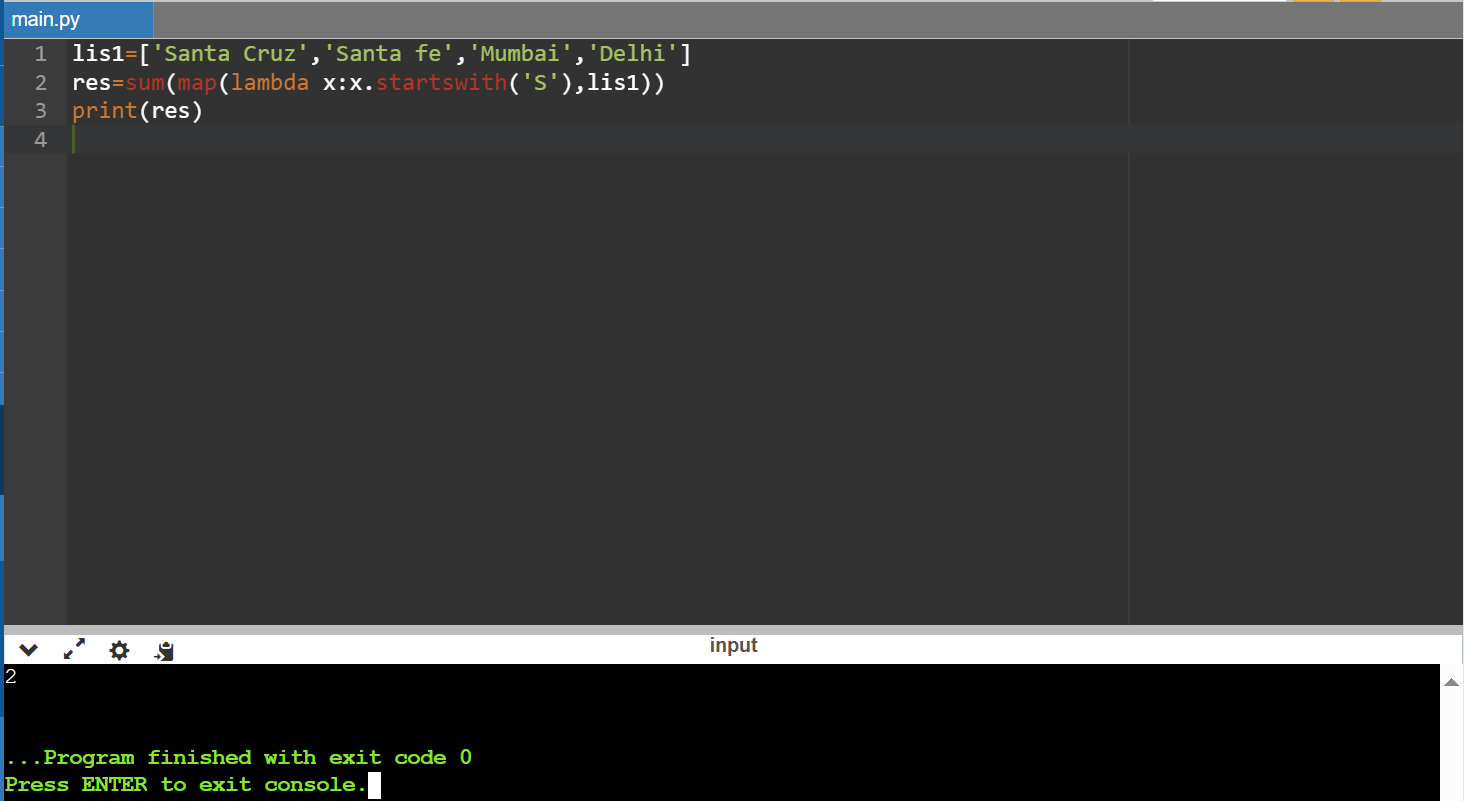 main.py
1 lis1=['Santa Cruz','Santa fe','Mumbai','Delhi']
2 res=sum(map(lambda x:x.startswith('S'),lis1))
3 print(res)
4
input
2
...Program finished with exit code 0
Press ENTER to exit console.